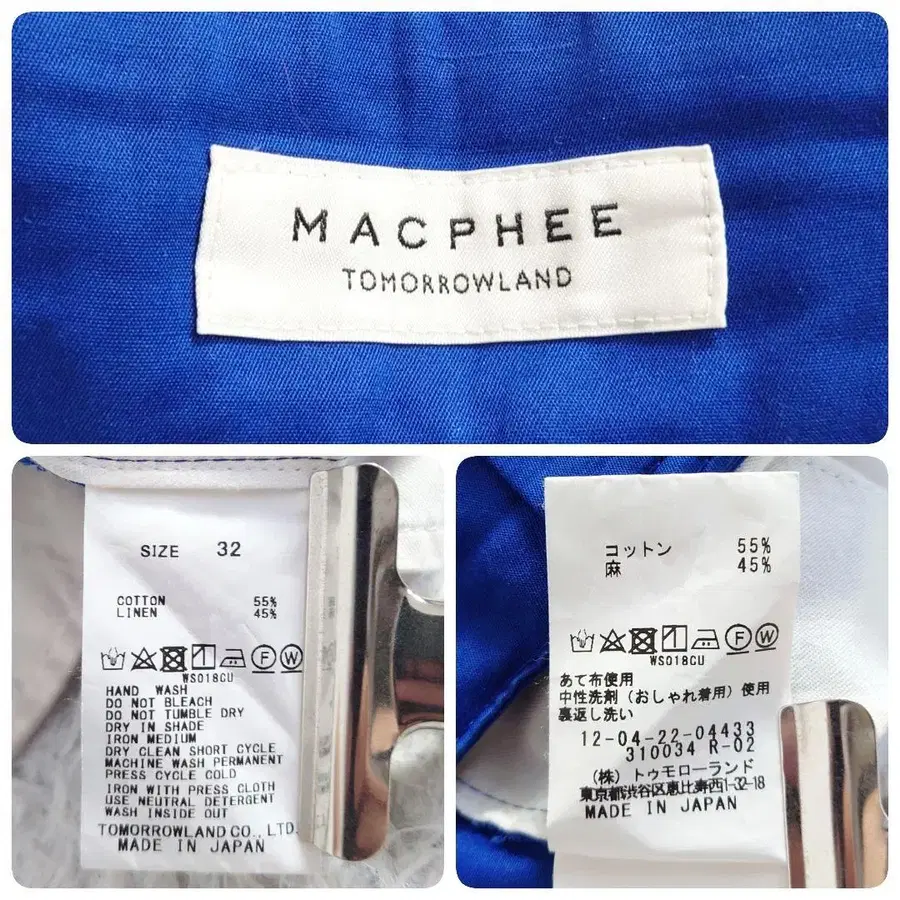 MACPHEE
TOMORROWLAND
SIZE 32
COTTON 55%
LINEN 45%
F W
WS018CU
HAND WASH
DO NOT BLEACH
DO NOT TUMBLE DRY
DRY IN SHADE
IRON MEDIUM
DRY CLEAN SHORT CYCLE
MACHINE WASH PERMANENT
PRESS CYCLE COLD
IRON WITH PRESS CLOTH
USE NEUTRAL DETERGENT
WASH INSIDE OUT
TOMORROWLAND CO., LTD.
MADE IN JAPAN
コットン 55%
麻 45%
F W
WS018CU
あて布使用
中性洗剤（おしゃれ着用）使用
裏返し洗い
12-04-22-04433
310034 R-02
（株）トゥモローランド
東京都渋谷区恵比寿西1-32-18
MADE IN JAPAN